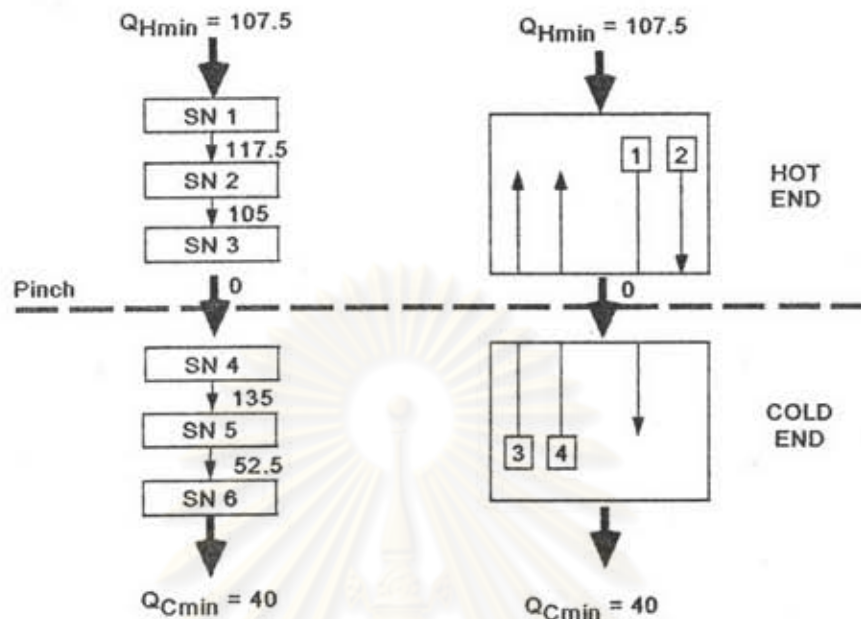 QHmin = 107.5
SN 1
117.5
SN 2
105
SN 3
0
SN 4
135
SN 5
52.5
SN 6
QCmin = 40
QHmin = 107.5
1 2
HOT
END
0
3 4
COLD
END
QCmin = 40
Pinch